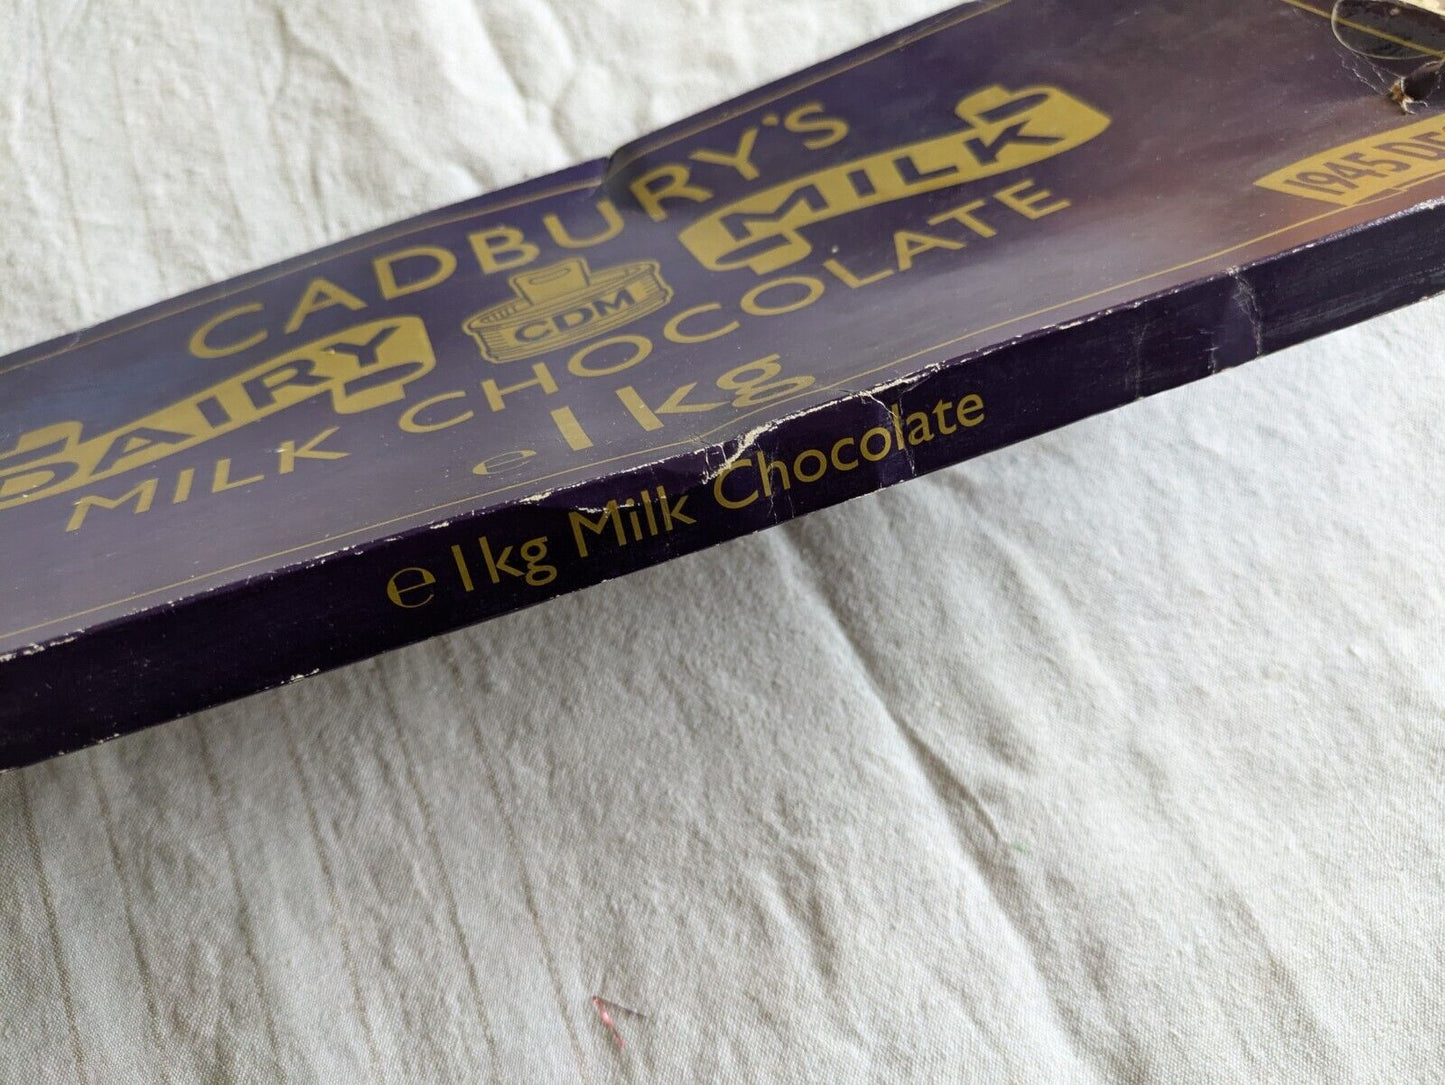 CADBURY'S
DAIRY CDM MILK
MILK CHOCOLATE
e 1kg
1945
e 1kg Milk Chocolate